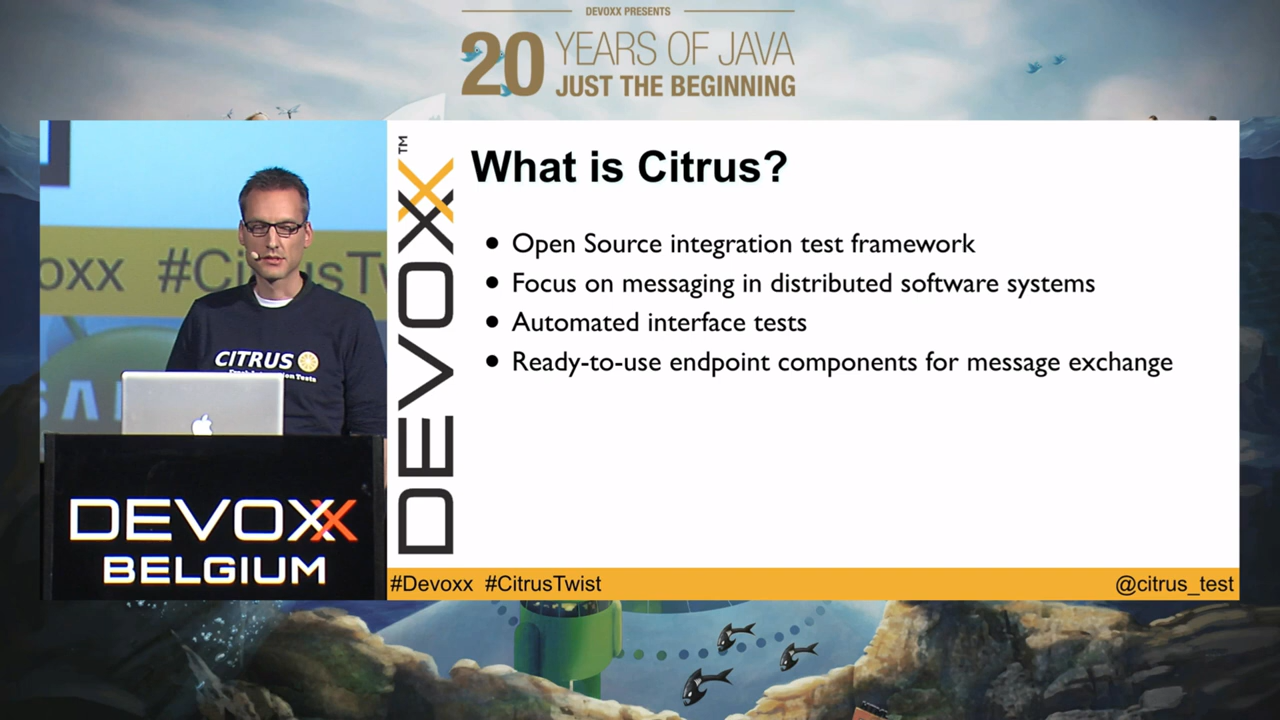 DEVOXX PRESENTS
20 YEARS OF JAVA
JUST THE BEGINNING
DEVOXX™
What is Citrus?
● Open Source integration test framework
● Focus on messaging in distributed software systems
● Automated interface tests
● Ready-to-use endpoint components for message exchange
#Devoxx #CitrusTwist
@citrus_test
oxx #CitrusTw
CITRUS
DEVOXX
BELGIUM